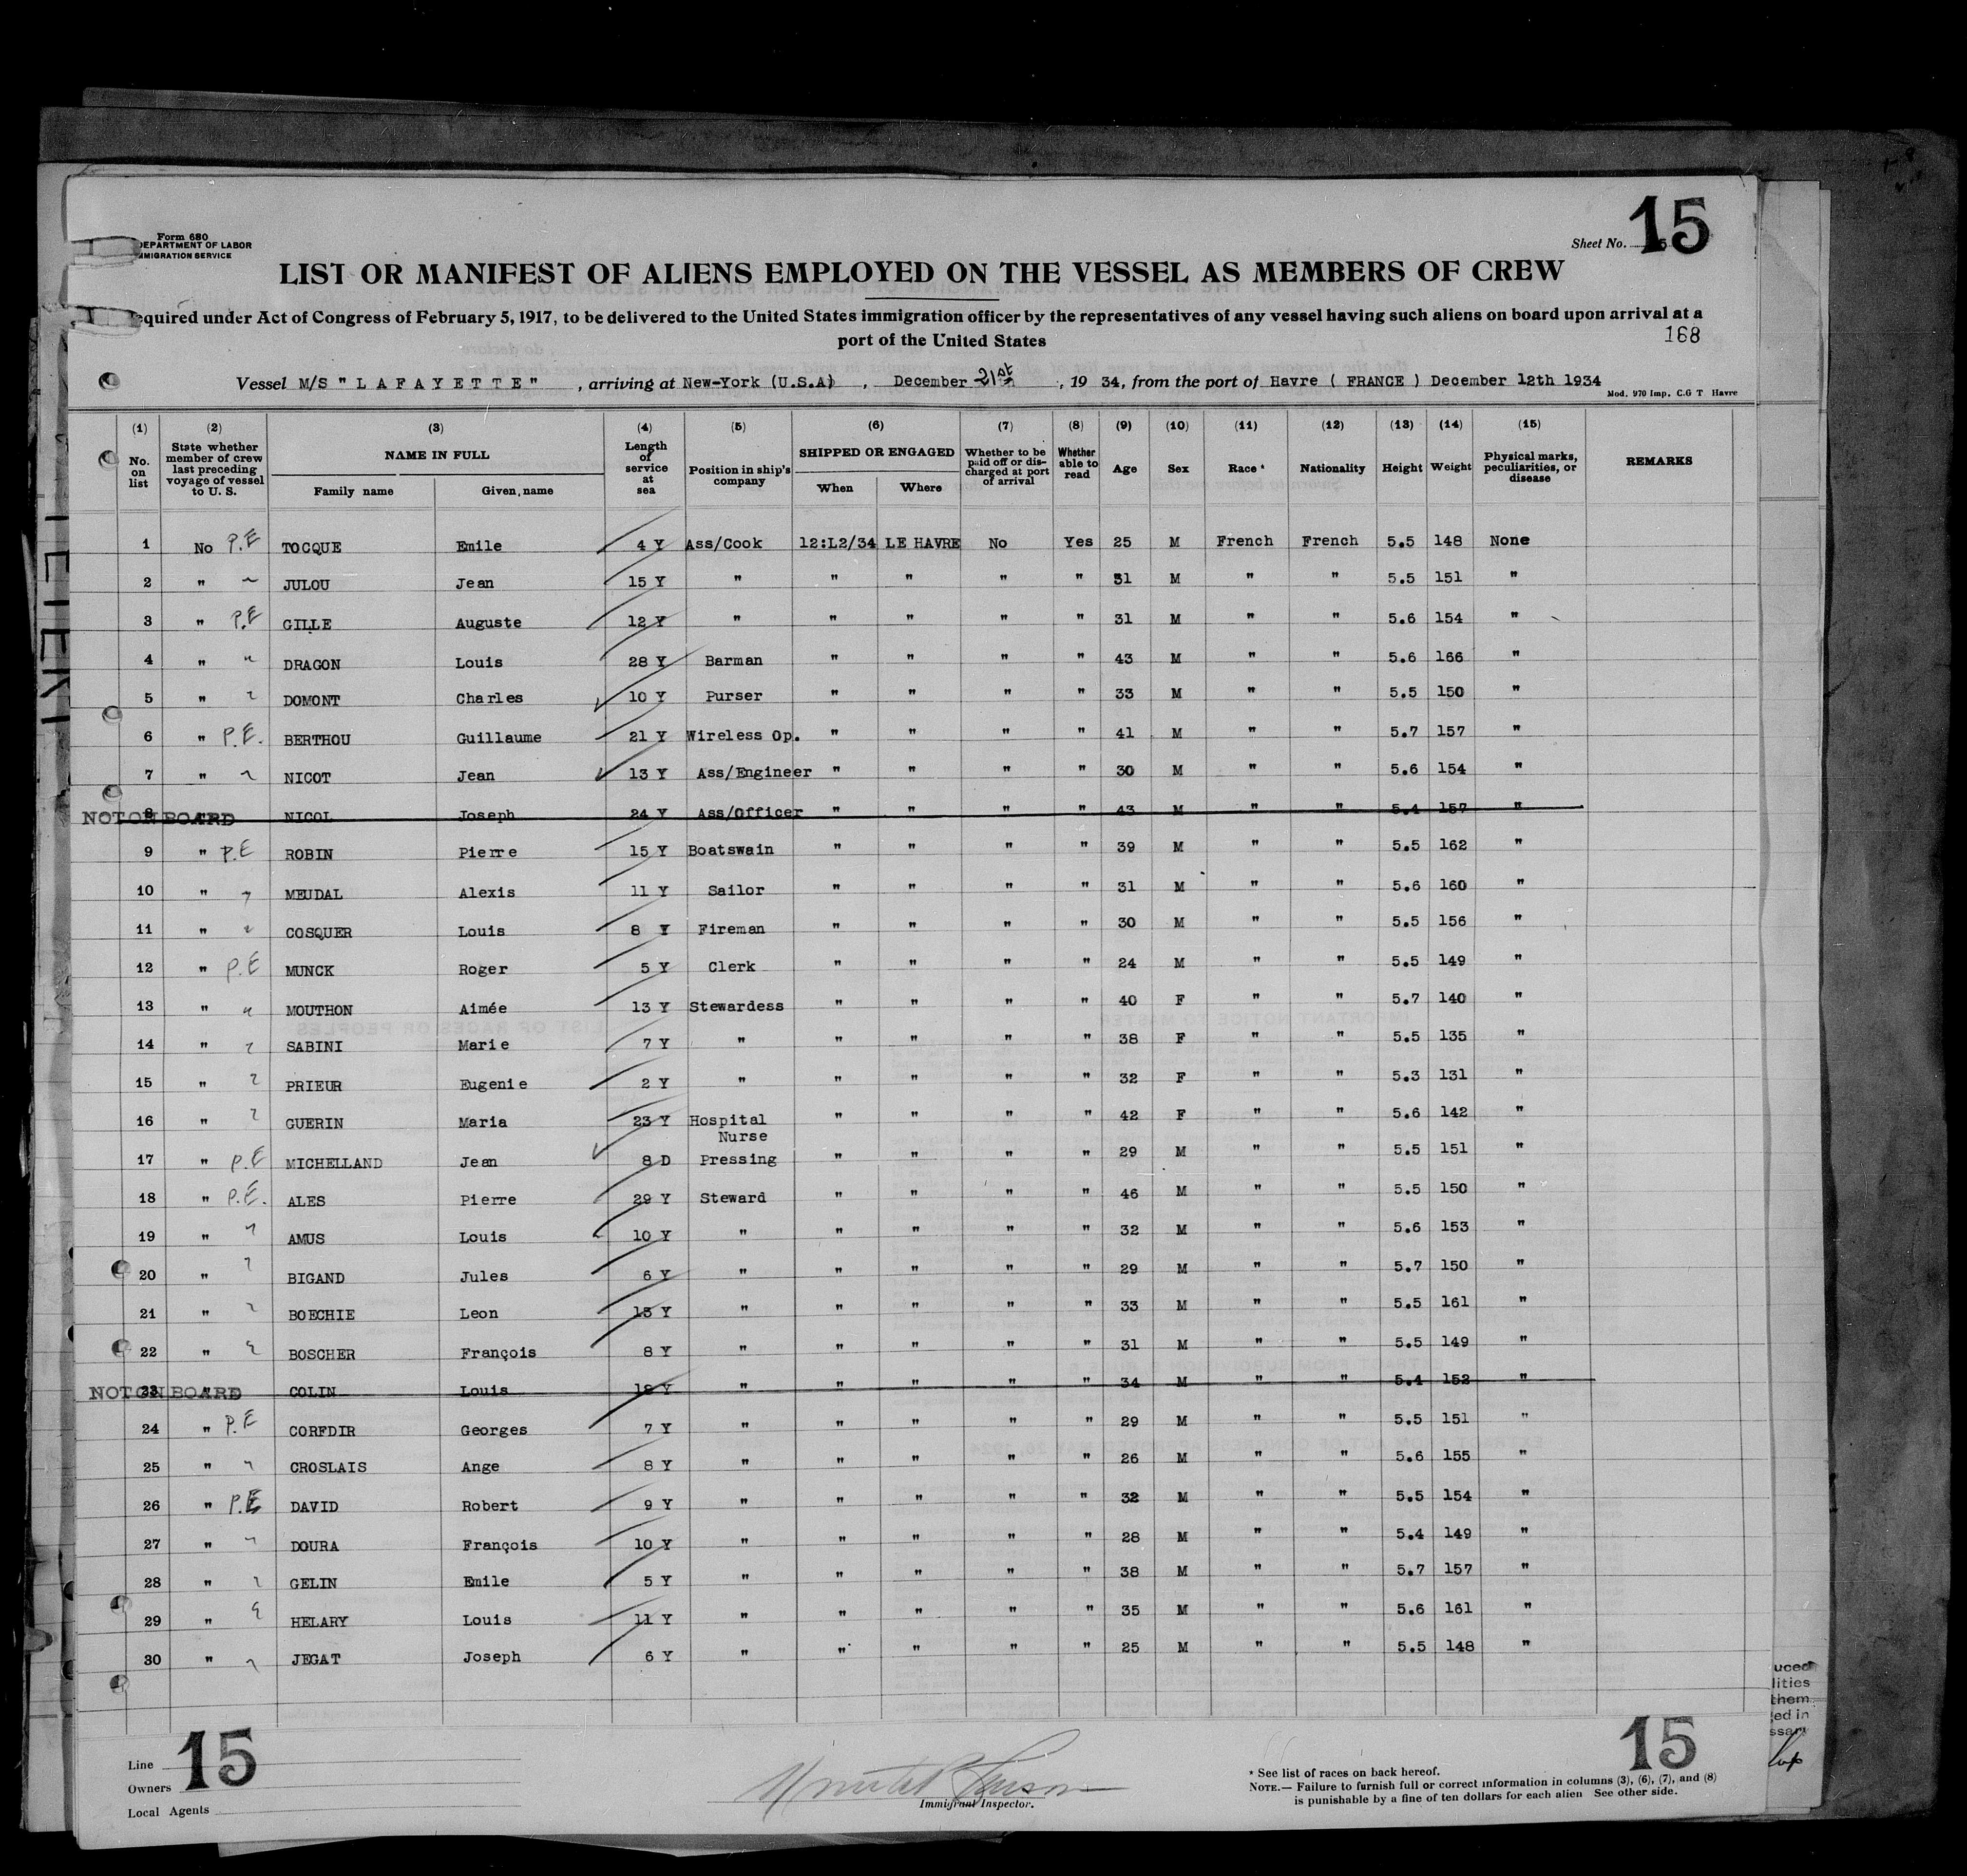 15
Form 680
DEPARTMENT OF LABOR
IMMIGRATION SERVICE
Sheet No.
LIST OR MANIFEST OF ALIENS EMPLOYED ON THE VESSEL AS MEMBERS OF CREW
equired under Act of Congress of February 5, 1917, to be delivered to the United States immigration officer by the representatives of any vessel having such aliens on board upon arrival at a
port of the United States
168
Vessel M/S "LAFAYETTE" , arriving at New-York (U.S.A) , December 21st , 19 34, from the port of Havre ( FRANCE ) December 12th 1934
Mod. 970 Imp. C.G T Havre
(1) No. on list (2) State whether member of crew last preceding voyage of vessel to U. S. (3) NAME IN FULL Family name Given name (4) Length of service at sea (5) Position in ship's company (6) SHIPPED OR ENGAGED When Where (7) Whether to be paid off or discharged at port of arrival (8) Whether able to read (9) Age (10) Sex (11) Race * (12) Nationality (13) Height (14) Weight (15) Physical marks, peculiarities, or disease REMARKS
1 No P.E TOCQUE Emile 4 Y Ass/Cook 12:L2/34 LE HAVRE No Yes 25 M French French 5.5 148 None
2 " " JULOU Jean 15 Y " " " " " 31 M " " 5.5 151 "
3 " P.E GILLE Auguste 12 Y " " " " " 31 M " " 5.6 154 "
4 " " DRAGON Louis 28 Y Barman " " " " 43 M " " 5.6 166 "
5 " " DOMONT Charles 10 Y Purser " " " " 33 M " " 5.5 150 "
6 " P.E. BERTHOU Guillaume 21 Y Wireless Op. " " " " 41 M " " 5.7 157 "
7 " " NICOT Jean 13 Y Ass/Engineer " " " " 30 M " " 5.6 154 "
NOT ON BOARD 8 " NICOL Joseph 24 Y Ass/Officer " " " " 43 M " " 5.4 157 "
9 " P.E ROBIN Pierre 15 Y Boatswain " " " " 39 M " " 5.5 162 "
10 " " MEUDAL Alexis 11 Y Sailor " " " " 31 M " " 5.6 160 "
11 " " COSQUER Louis 8 Y Fireman " " " " 30 M " " 5.5 156 "
12 " P.E MUNCK Roger 5 Y Clerk " " " " 24 M " " 5.5 149 "
13 " " MOUTHON Aimée 13 Y Stewardess " " " " 40 F " " 5.7 140 "
14 " " SABINI Marie 7 Y " " " " " 38 F " " 5.5 135 "
15 " " PRIEUR Eugenie 2 Y " " " " " 32 F " " 5.3 131 "
16 " " GUERIN Maria 23 Y Hospital Nurse " " " " 42 F " " 5.6 142 "
17 " P.E MICHELLAND Jean 8 D Pressing " " " " 29 M " " 5.5 151 "
18 " P.E. ALES Pierre 29 Y Steward " " " " 46 M " " 5.5 150 "
19 " " AMUS Louis 10 Y " " " " " 32 M " " 5.6 153 "
20 " " BIGAND Jules 6 Y " " " " " 29 M " " 5.7 150 "
21 " " BOECHIE Leon 13 Y " " " " " 33 M " " 5.5 161 "
22 " " BOSCHER François 8 Y " " " " " 31 M " " 5.5 149 "
NOT ON BOARD 23 " COLIN Louis 18 Y " " " " " 34 M " " 5.4 152 "
24 " P.E CORFDIR Georges 7 Y " " " " " 29 M " " 5.5 151 "
25 " " CROSLAIS Ange 8 Y " " " " " 26 M " " 5.6 155 "
26 " P.E DAVID Robert 9 Y " " " " " 32 M " " 5.5 154 "
27 " " DOURA François 10 Y " " " " " 28 M " " 5.4 149 "
28 " " GELIN Emile 5 Y " " " " " 38 M " " 5.7 157 "
29 " " HELARY Louis 11 Y " " " " " 35 M " " 5.6 161 "
30 " " JEGAT Joseph 6 Y " " " " " 25 M " " 5.5 148 "
uced
lities
them
ed in
ssary
Line
15
Owners
Local Agents
Immigrant Inspector.
15
* See list of races on back hereof.
NOTE.— Failure to furnish full or correct information in columns (3), (6), (7), and (8)
is punishable by a fine of ten dollars for each alien See other side.